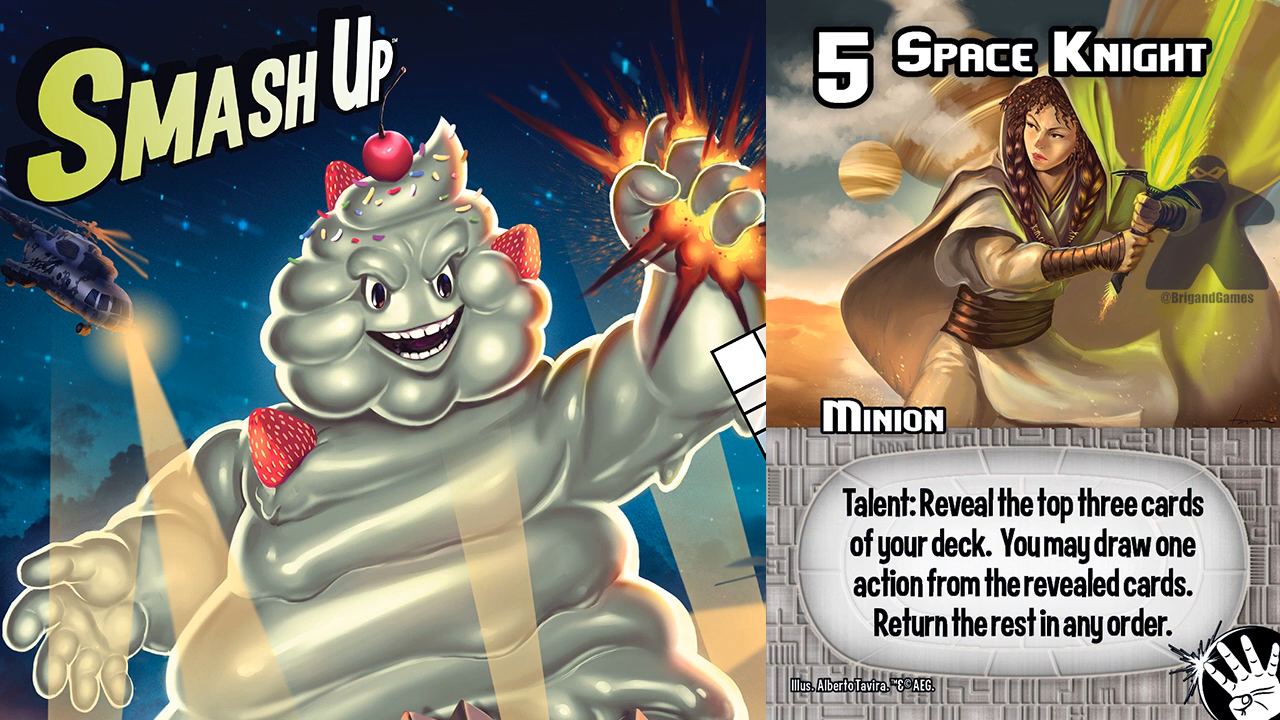 SMASH UP™
5 SPACE KNIGHT
@BrigandGames
MINION
Talent: Reveal the top three cards
of your deck. You may draw one
action from the revealed cards.
Return the rest in any order.
Illus. Alberto Tavira. ™&©AEG.